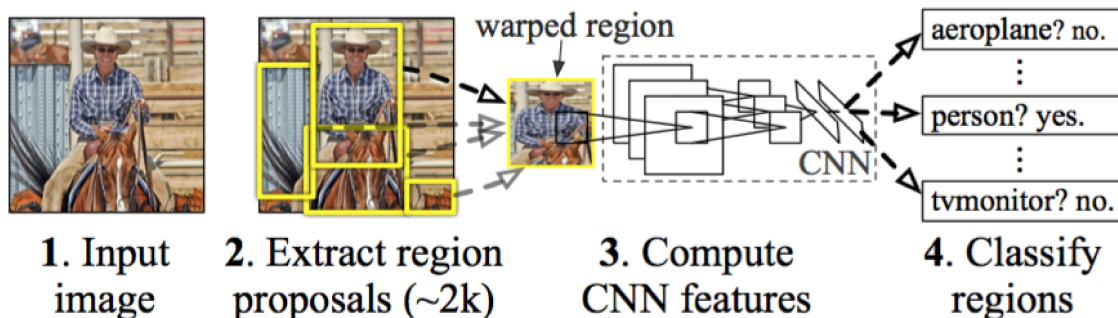 warped region
aeroplane? no.
⋮
person? yes.
CNN
⋮
tvmonitor? no.
1. Input
image
2. Extract region
proposals (~2k)
3. Compute
CNN features
4. Classify
regions